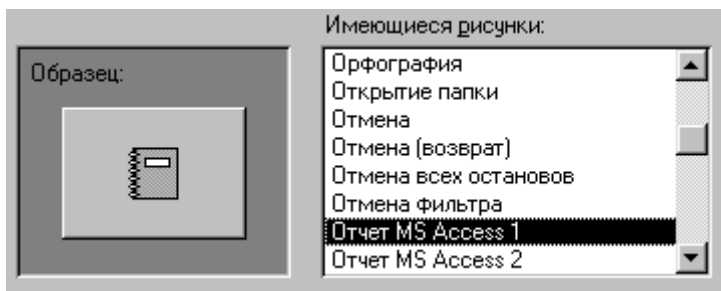 Имеющиеся рисунки:
Образец:
Орфография
Открытие папки
Отмена
Отмена (возврат)
Отмена всех остановов
Отмена фильтра
Отчет MS Access 1
Отчет MS Access 2